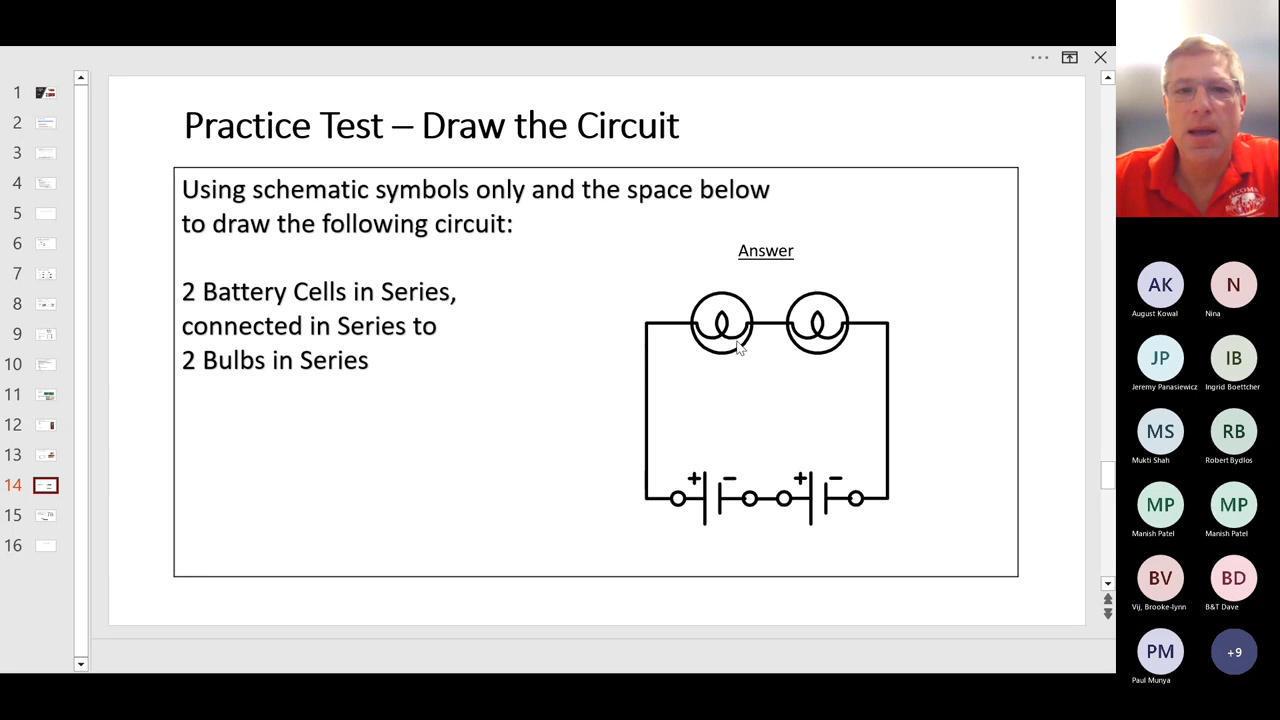 1
2
3
4
5
6
7
8
9
10
11
12
13
14
15
16
Practice Test – Draw the Circuit
Using schematic symbols only and the space below
to draw the following circuit:
Answer
2 Battery Cells in Series,
connected in Series to
2 Bulbs in Series
+ − + −
AK N
August Kowal Nina
JP IB
Jeremy Panasiewicz Ingrid Boettcher
MS RB
Mukti Shah Robert Bydlos
MP MP
Manish Patel Manish Patel
BV BD
Vij, Brooke-lynn B&T Dave
PM +9
Paul Munya